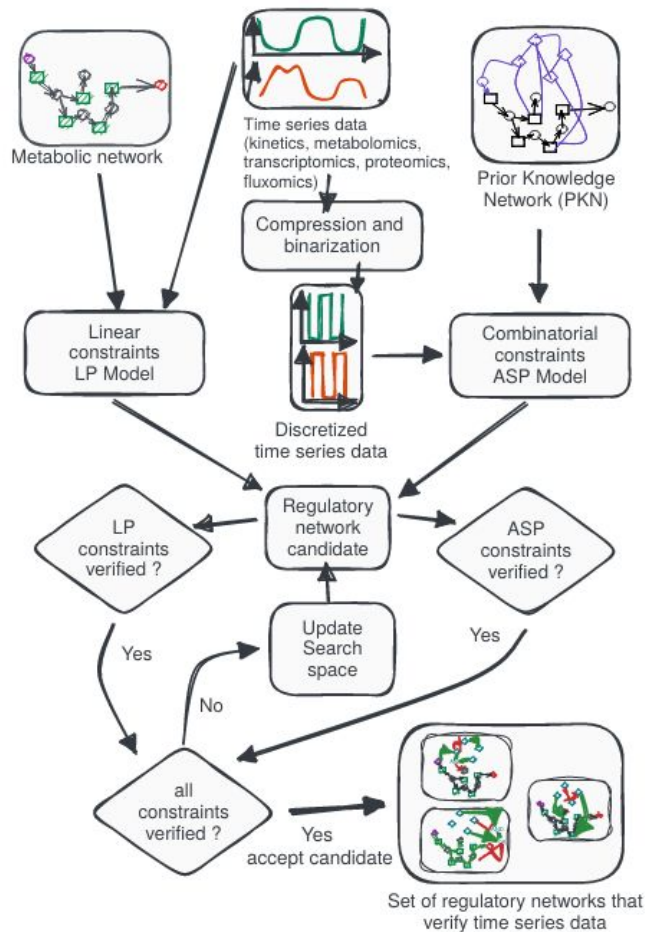 Metabolic network
Time series data
(kinetics, metabolomics,
transcriptomics, proteomics,
fluxomics)
Prior Knowledge
Network (PKN)
Compression and
binarization
Linear
constraints
LP Model
Discretized
time series data
Combinatorial
constraints
ASP Model
LP
constraints
verified ?
Regulatory
network
candidate
ASP
constraints
verified ?
Update
Search
space
Yes
No
Yes
all
constraints
verified ?
Yes
accept candidate
Set of regulatory networks that
verify time series data